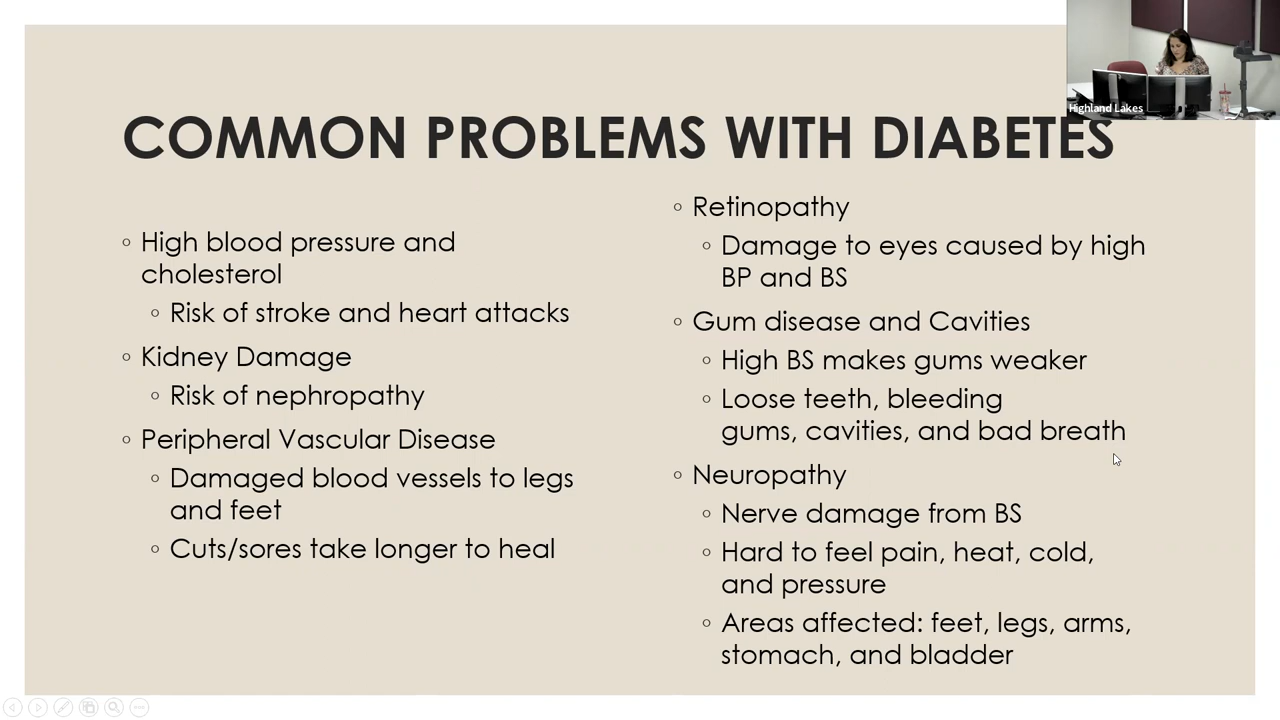 Highland Lakes
COMMON PROBLEMS WITH DIABETES
◦ High blood pressure and
cholesterol
◦ Risk of stroke and heart attacks
◦ Kidney Damage
◦ Risk of nephropathy
◦ Peripheral Vascular Disease
◦ Damaged blood vessels to legs
and feet
◦ Cuts/sores take longer to heal
◦ Retinopathy
◦ Damage to eyes caused by high
BP and BS
◦ Gum disease and Cavities
◦ High BS makes gums weaker
◦ Loose teeth, bleeding
gums, cavities, and bad breath
◦ Neuropathy
◦ Nerve damage from BS
◦ Hard to feel pain, heat, cold,
and pressure
◦ Areas affected: feet, legs, arms,
stomach, and bladder